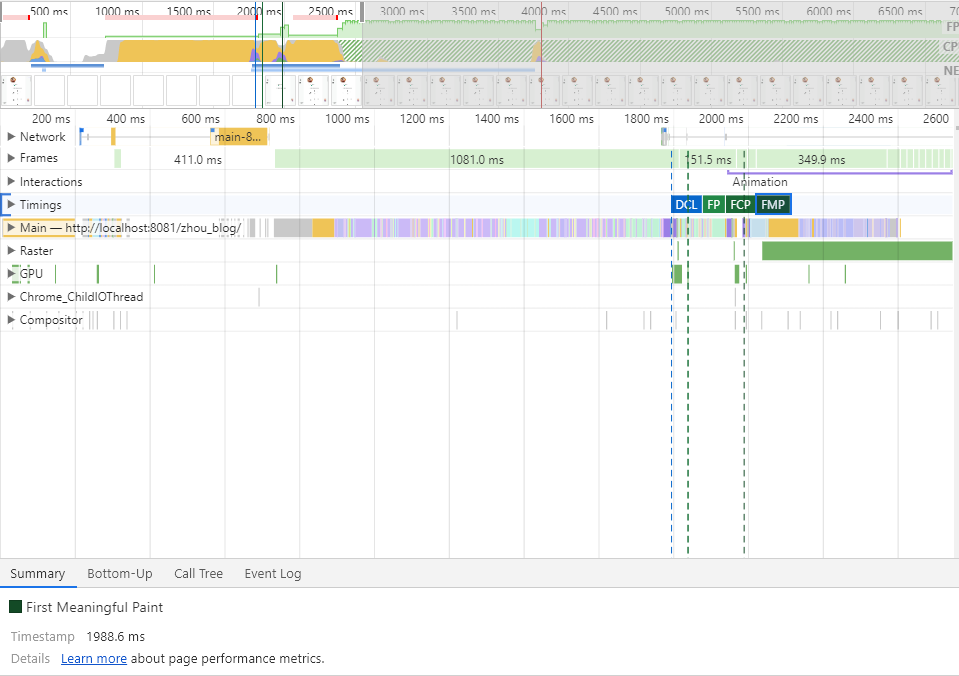 500 ms 1000 ms 1500 ms 2000 ms 2500 ms 3000 ms 3500 ms 4000 ms 4500 ms 5000 ms 5500 ms 6000 ms 6500 ms
FP
CP
NE
200 ms 400 ms 600 ms 800 ms 1000 ms 1200 ms 1400 ms 1600 ms 1800 ms 2000 ms 2200 ms 2400 ms 2600
Network main-8...
Frames 411.0 ms 1081.0 ms 151.5 ms 349.9 ms
Interactions Animation
Timings DCL FP FCP FMP
Main — http://localhost:8081/zhou_blog/
Raster
GPU
Chrome_ChildIOThread
Compositor
Summary Bottom-Up Call Tree Event Log
First Meaningful Paint
Timestamp 1988.6 ms
Details Learn more about page performance metrics.